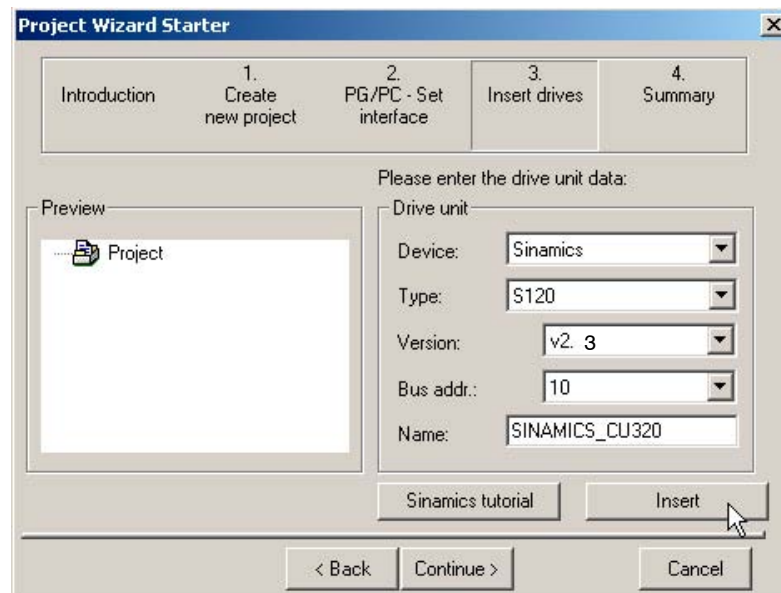 Project Wizard Starter
Introduction
1.
Create
new project
2.
PG/PC - Set
interface
3.
Insert drives
4.
Summary
Please enter the drive unit data:
Preview
Project
Drive unit
Device: Sinamics
Type: S120
Version: v2. 3
Bus addr.: 10
Name: SINAMICS_CU320
Sinamics tutorial
Insert
< Back
Continue >
Cancel